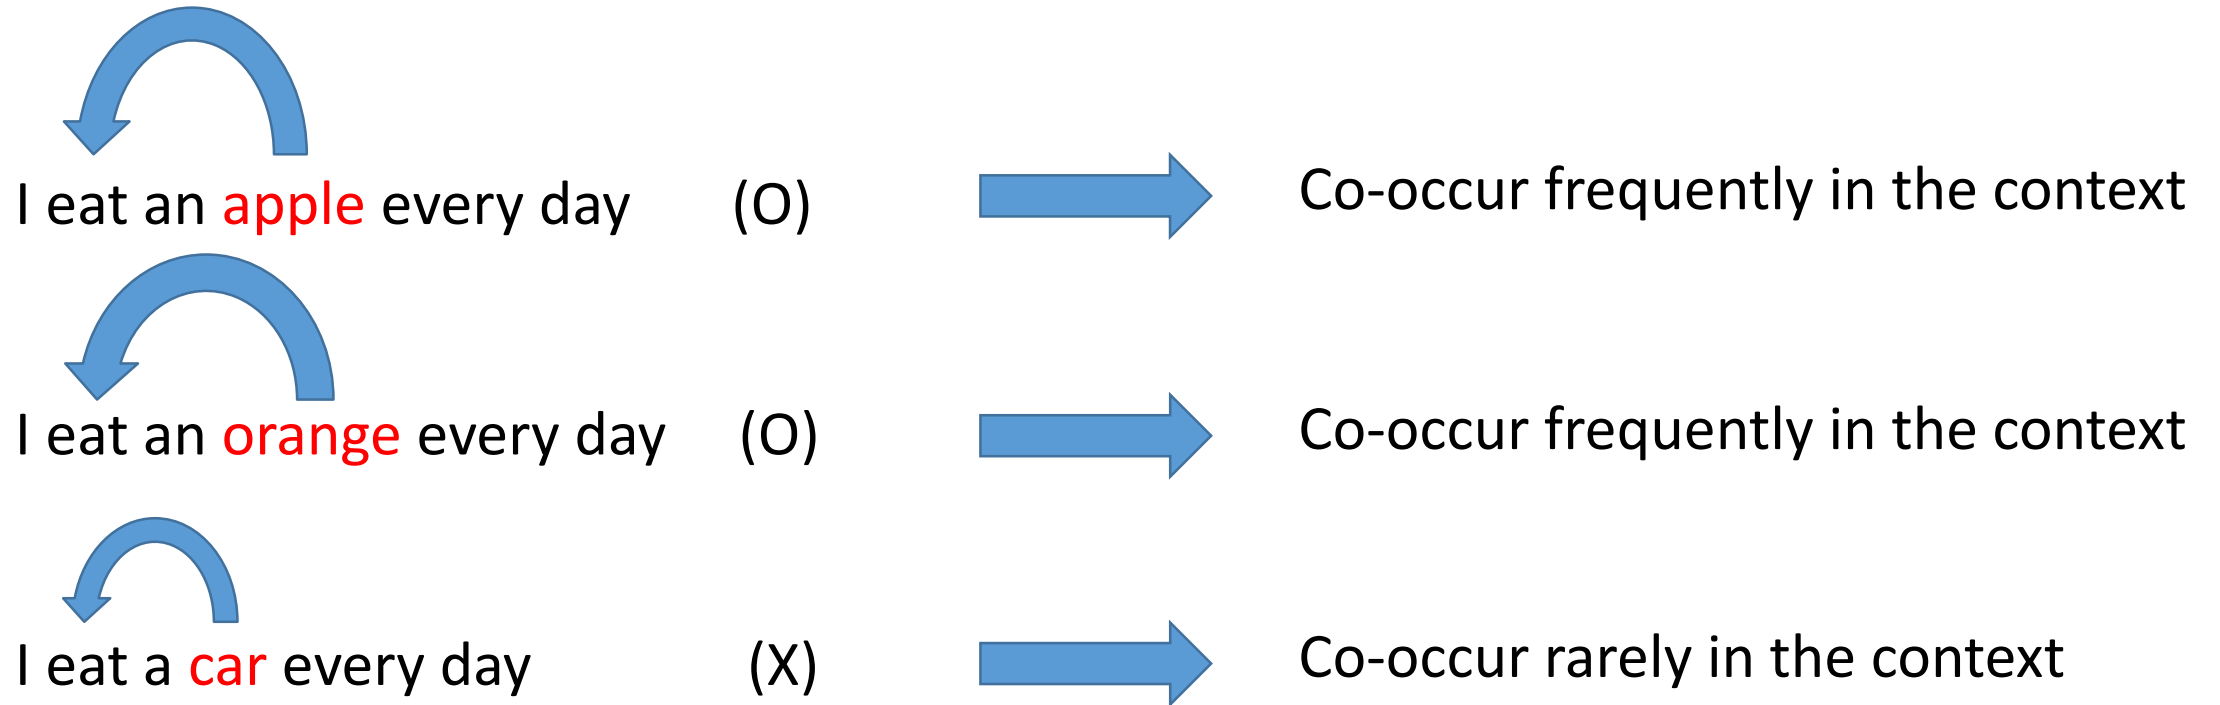 I eat an apple every day (O) Co-occur frequently in the context
I eat an orange every day (O) Co-occur frequently in the context
I eat a car every day (X) Co-occur rarely in the context